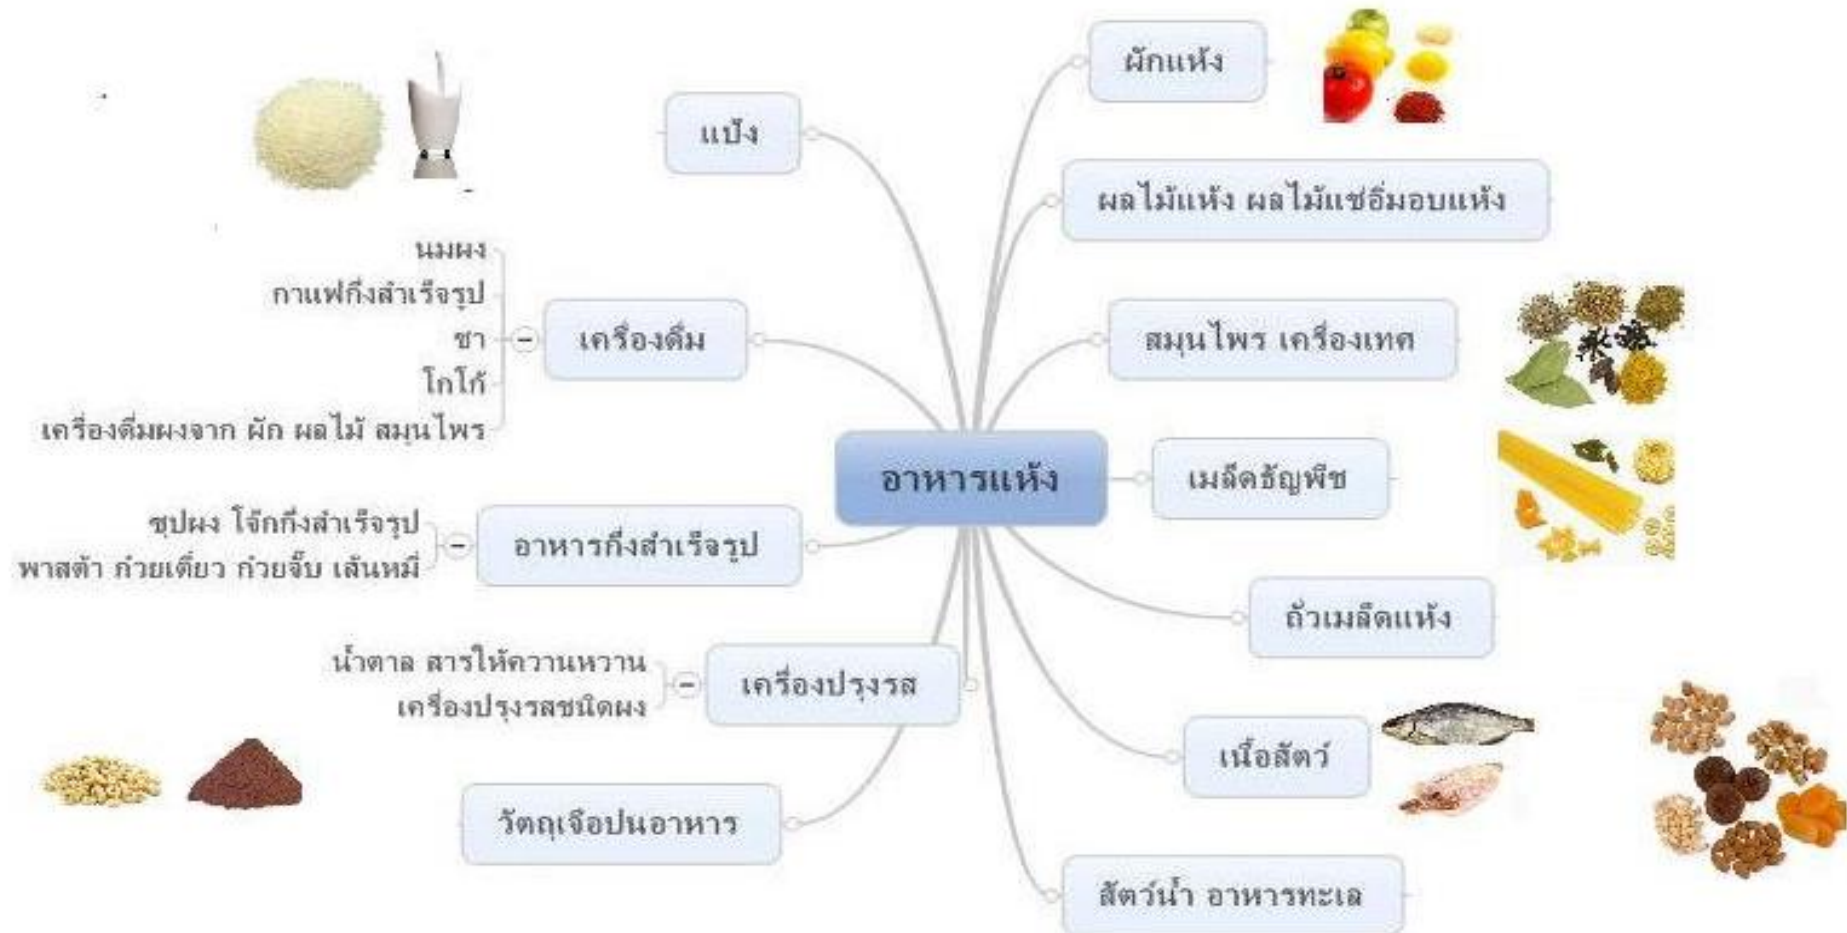 ผักแห้ง
แป้ง
ผลไม้แห้ง ผลไม้แช่อิ่มอบแห้ง
นมผง
กาแฟกึ่งสำเร็จรูป
ชา
โกโก้
เครื่องดื่มผงจาก ผัก ผลไม้ สมุนไพร
เครื่องดื่ม
สมุนไพร เครื่องเทศ
อาหารแห้ง
เมล็ดธัญพืช
ซุปผง โจ๊กกึ่งสำเร็จรูป
พาสต้า ก๋วยเตี๋ยว ก๋วยจั๊บ เส้นหมี่
อาหารกึ่งสำเร็จรูป
ถั่วเมล็ดแห้ง
น้ำตาล สารให้ความหวาน
เครื่องปรุงรสชนิดผง
เครื่องปรุงรส
เนื้อสัตว์
วัตถุเจือปนอาหาร
สัตว์น้ำ อาหารทะเล